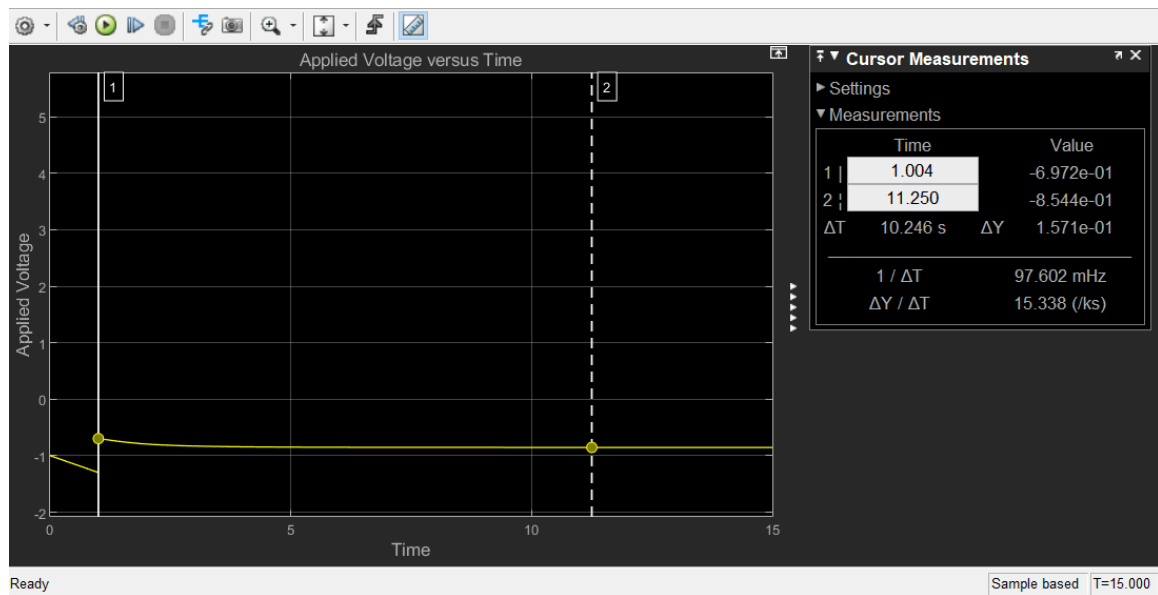 Applied Voltage versus Time
1
2
5
4
3
2
1
0
-1
-2
0
5
10
15
Applied Voltage
Time
Cursor Measurements
Settings
Measurements
Time Value
1 | 1.004 -6.972e-01
2 ¦ 11.250 -8.544e-01
ΔT 10.246 s ΔY 1.571e-01
1 / ΔT 97.602 mHz
ΔY / ΔT 15.338 (/ks)
Ready
Sample based T=15.000